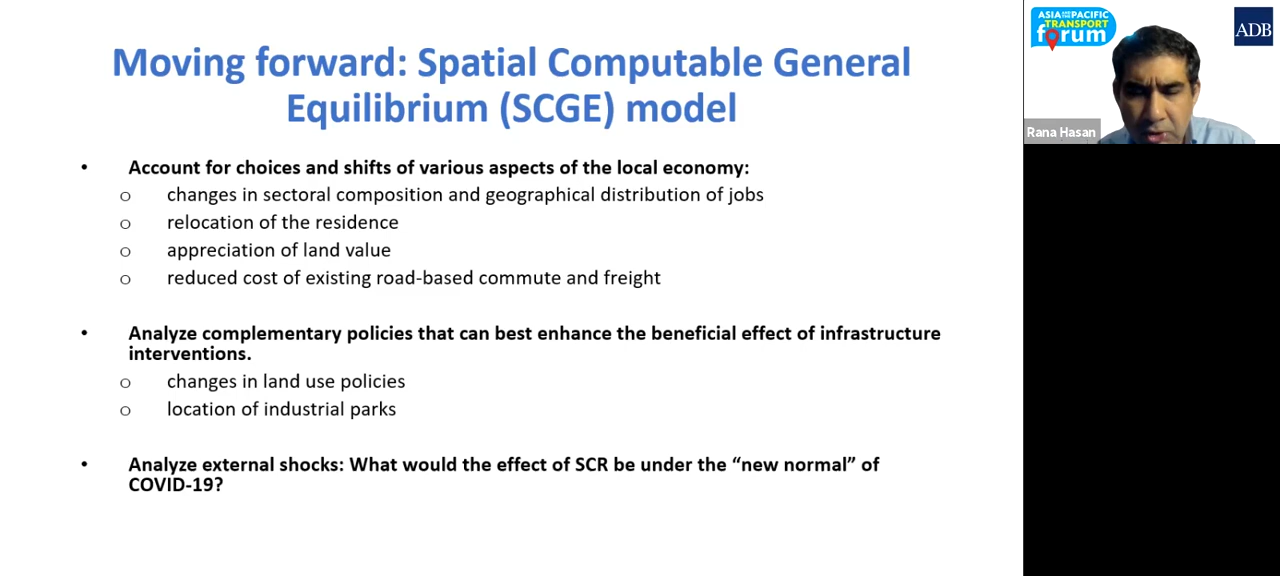 Moving forward: Spatial Computable General
Equilibrium (SCGE) model
• Account for choices and shifts of various aspects of the local economy:
o changes in sectoral composition and geographical distribution of jobs
o relocation of the residence
o appreciation of land value
o reduced cost of existing road-based commute and freight
• Analyze complementary policies that can best enhance the beneficial effect of infrastructure
interventions.
o changes in land use policies
o location of industrial parks
• Analyze external shocks: What would the effect of SCR be under the “new normal” of
COVID-19?
ASIA AND THE PACIFIC
TRANSPORT
forum
ADB
Rana Hasan